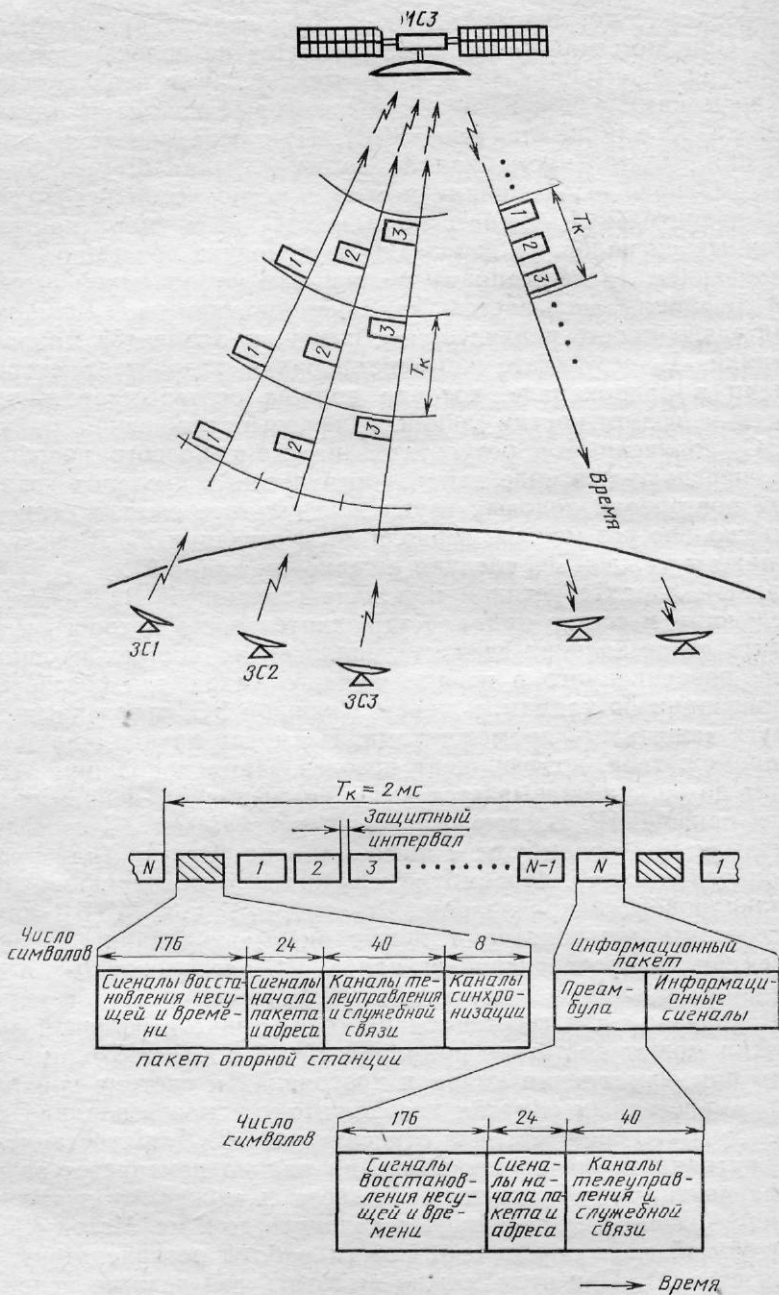 ИСЗ
1
2
3
1
2
3
1
2
3
Tк
1
2
3
Tк
Время
ЗС1
ЗС2
ЗС3
Tк = 2 мс
Защитный
интервал
N
1
2
3
N-1
N
1
Число
символов
176
24
40
8
Сигналы восста-
новления несу-
щей и време-
ни
Сигналы
начала
пакета
и адреса
Каналы те-
леуправления
и служебной
связи
Каналы
синхро-
низации
пакет опорной станции
Информационный
пакет
Преам-
була
Информаци-
онные
сигналы
Число
символов
176
24
40
Сигналы
восстанов-
ления несу-
щей и вре-
мени
Сигна-
лы на-
чала па-
кета и
адреса
Каналы
телеуправ-
ления и
служебной
связи
Время